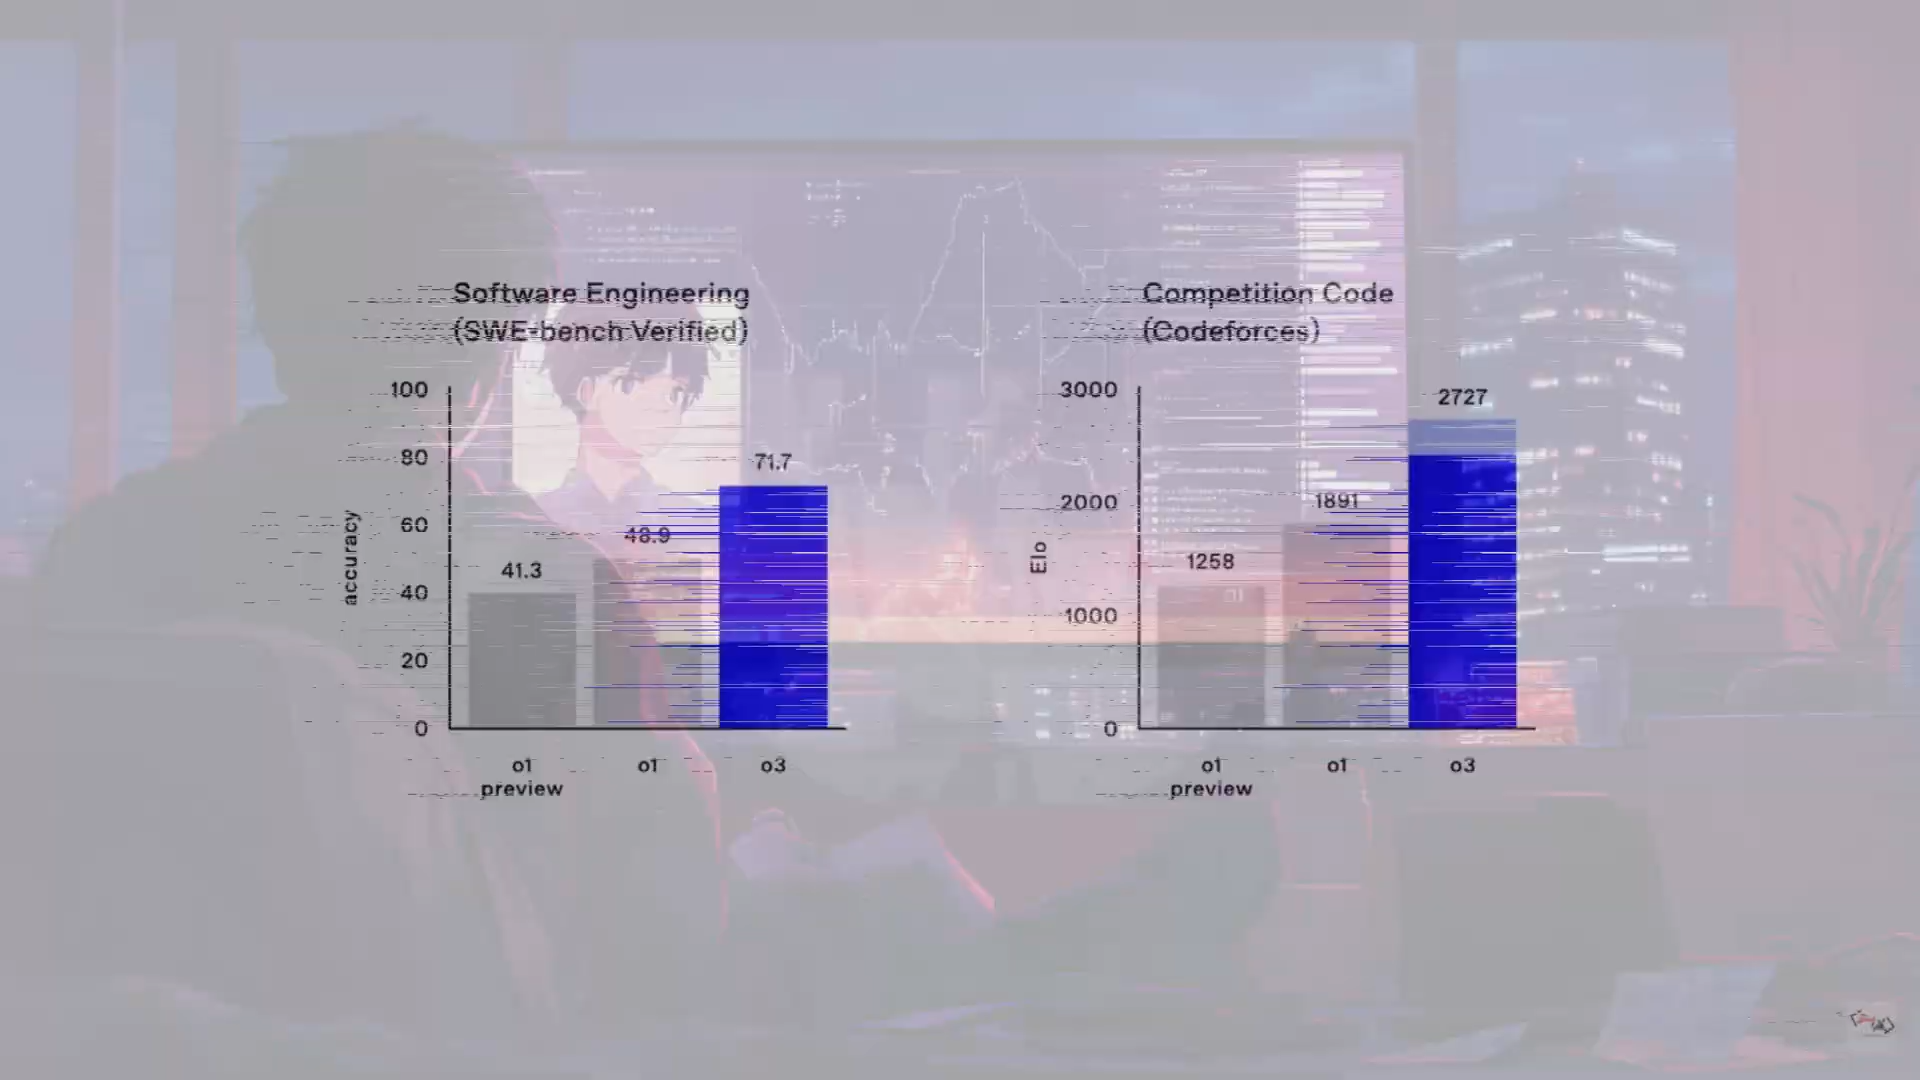 Software Engineering
(SWE-bench Verified)
100
80
60
40
20
0
accuracy
41.3
48.9
71.7
o1
preview
o1
o3
Competition Code
(Codeforces)
3000
2000
1000
0
Elo
1258
1891
2727
o1
preview
o1
o3